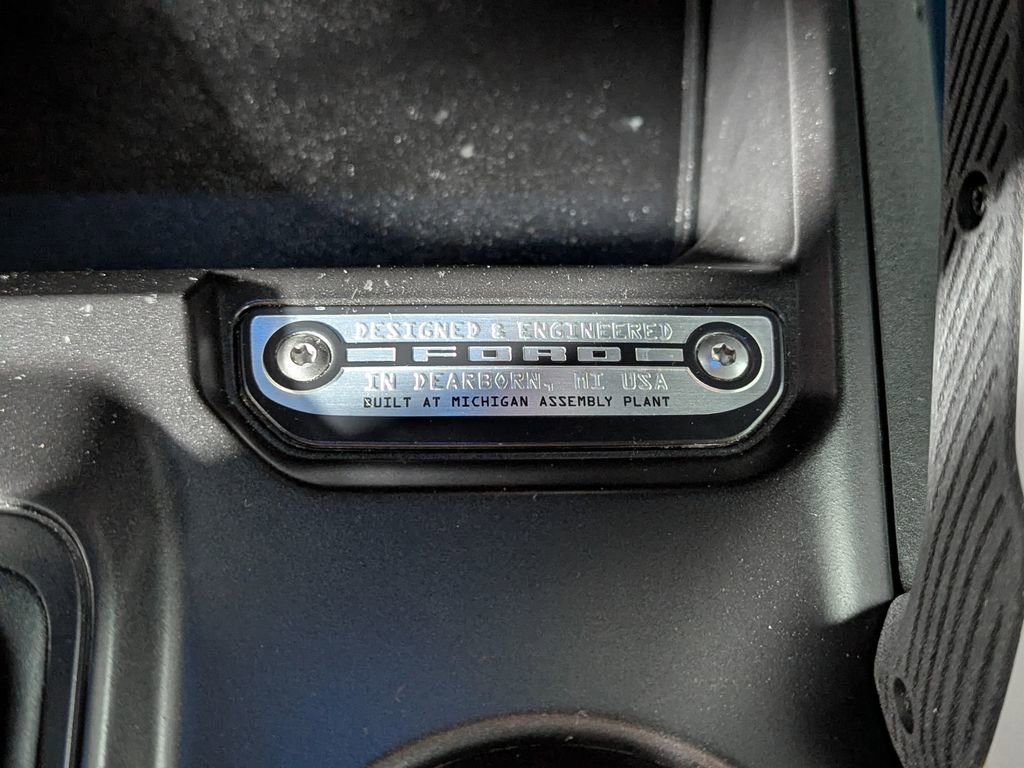 DESIGNED & ENGINEERED
FORD
IN DEARBORN, MI USA
BUILT AT MICHIGAN ASSEMBLY PLANT